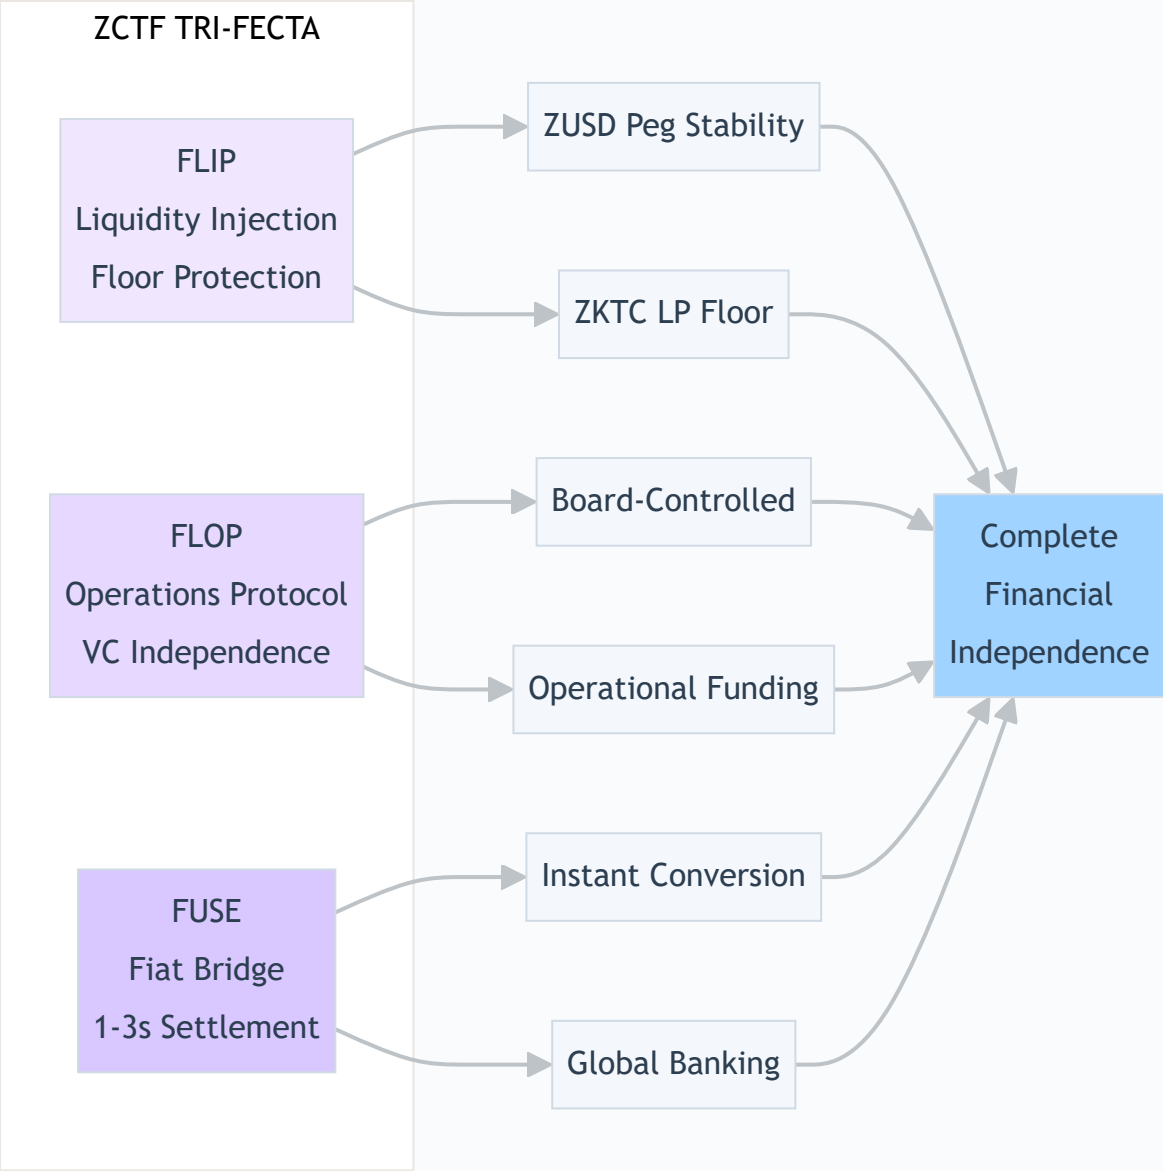 ZCTF TRI-FECTA
FLIP
Liquidity Injection
Floor Protection
FLOP
Operations Protocol
VC Independence
FUSE
Fiat Bridge
1-3s Settlement
ZUSD Peg Stability
ZKTC LP Floor
Board-Controlled
Operational Funding
Instant Conversion
Global Banking
Complete
Financial
Independence